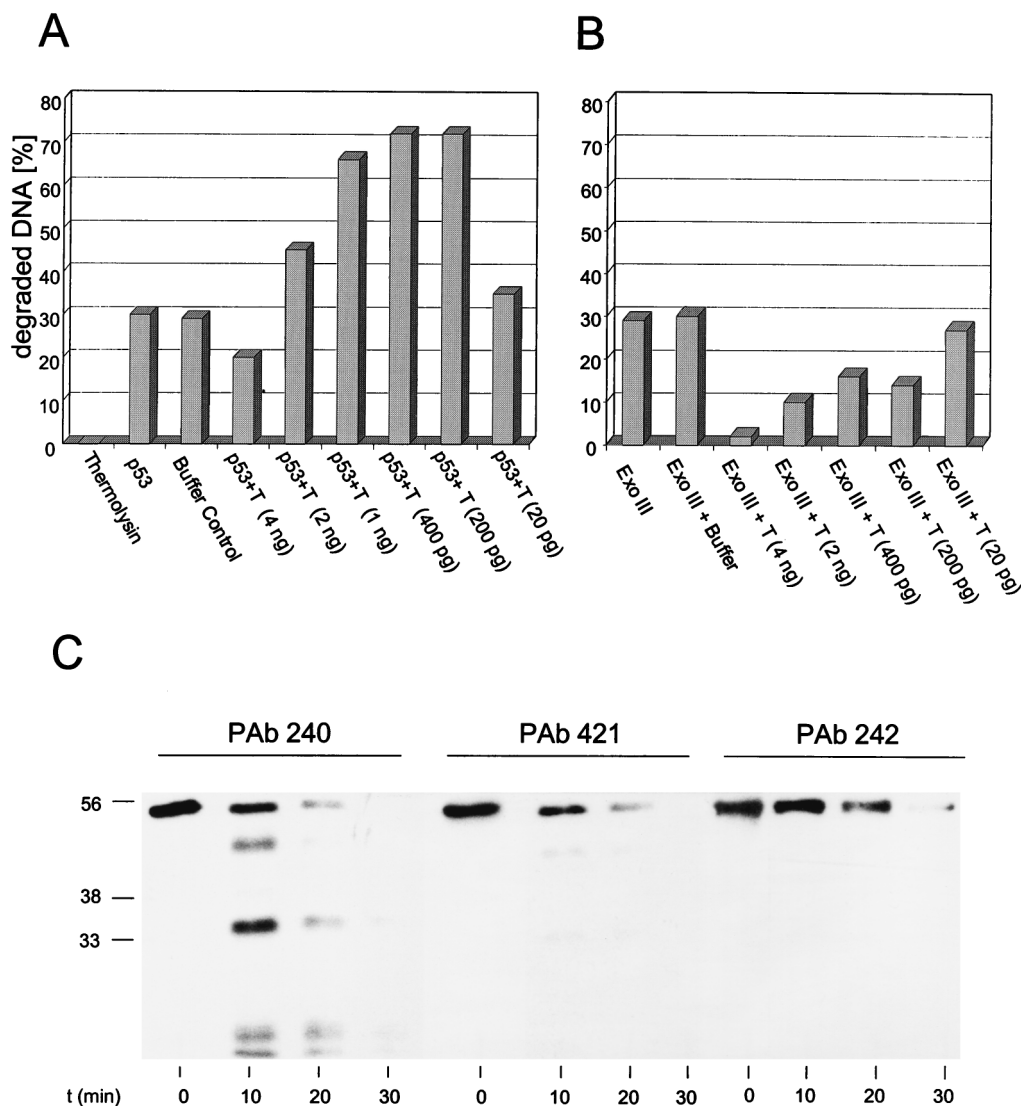 A
degraded DNA [%]
80
70
60
50
40
30
20
10
0
Thermolysin
p53
Buffer Control
p53+T (4 ng)
p53+T (2 ng)
p53+T (1 ng)
p53+T (400 pg)
p53+ T (200 pg)
p53+T (20 pg)
B
80
70
60
50
40
30
20
10
0
Exo III
Exo III + Buffer
Exo III + T (4 ng)
Exo III + T (2 ng)
Exo III + T (400 pg)
Exo III + T (200 pg)
Exo III + T (20 pg)
C
PAb 240 PAb 421 PAb 242
56
38
33
t (min) 0 10 20 30 0 10 20 30 0 10 20 30